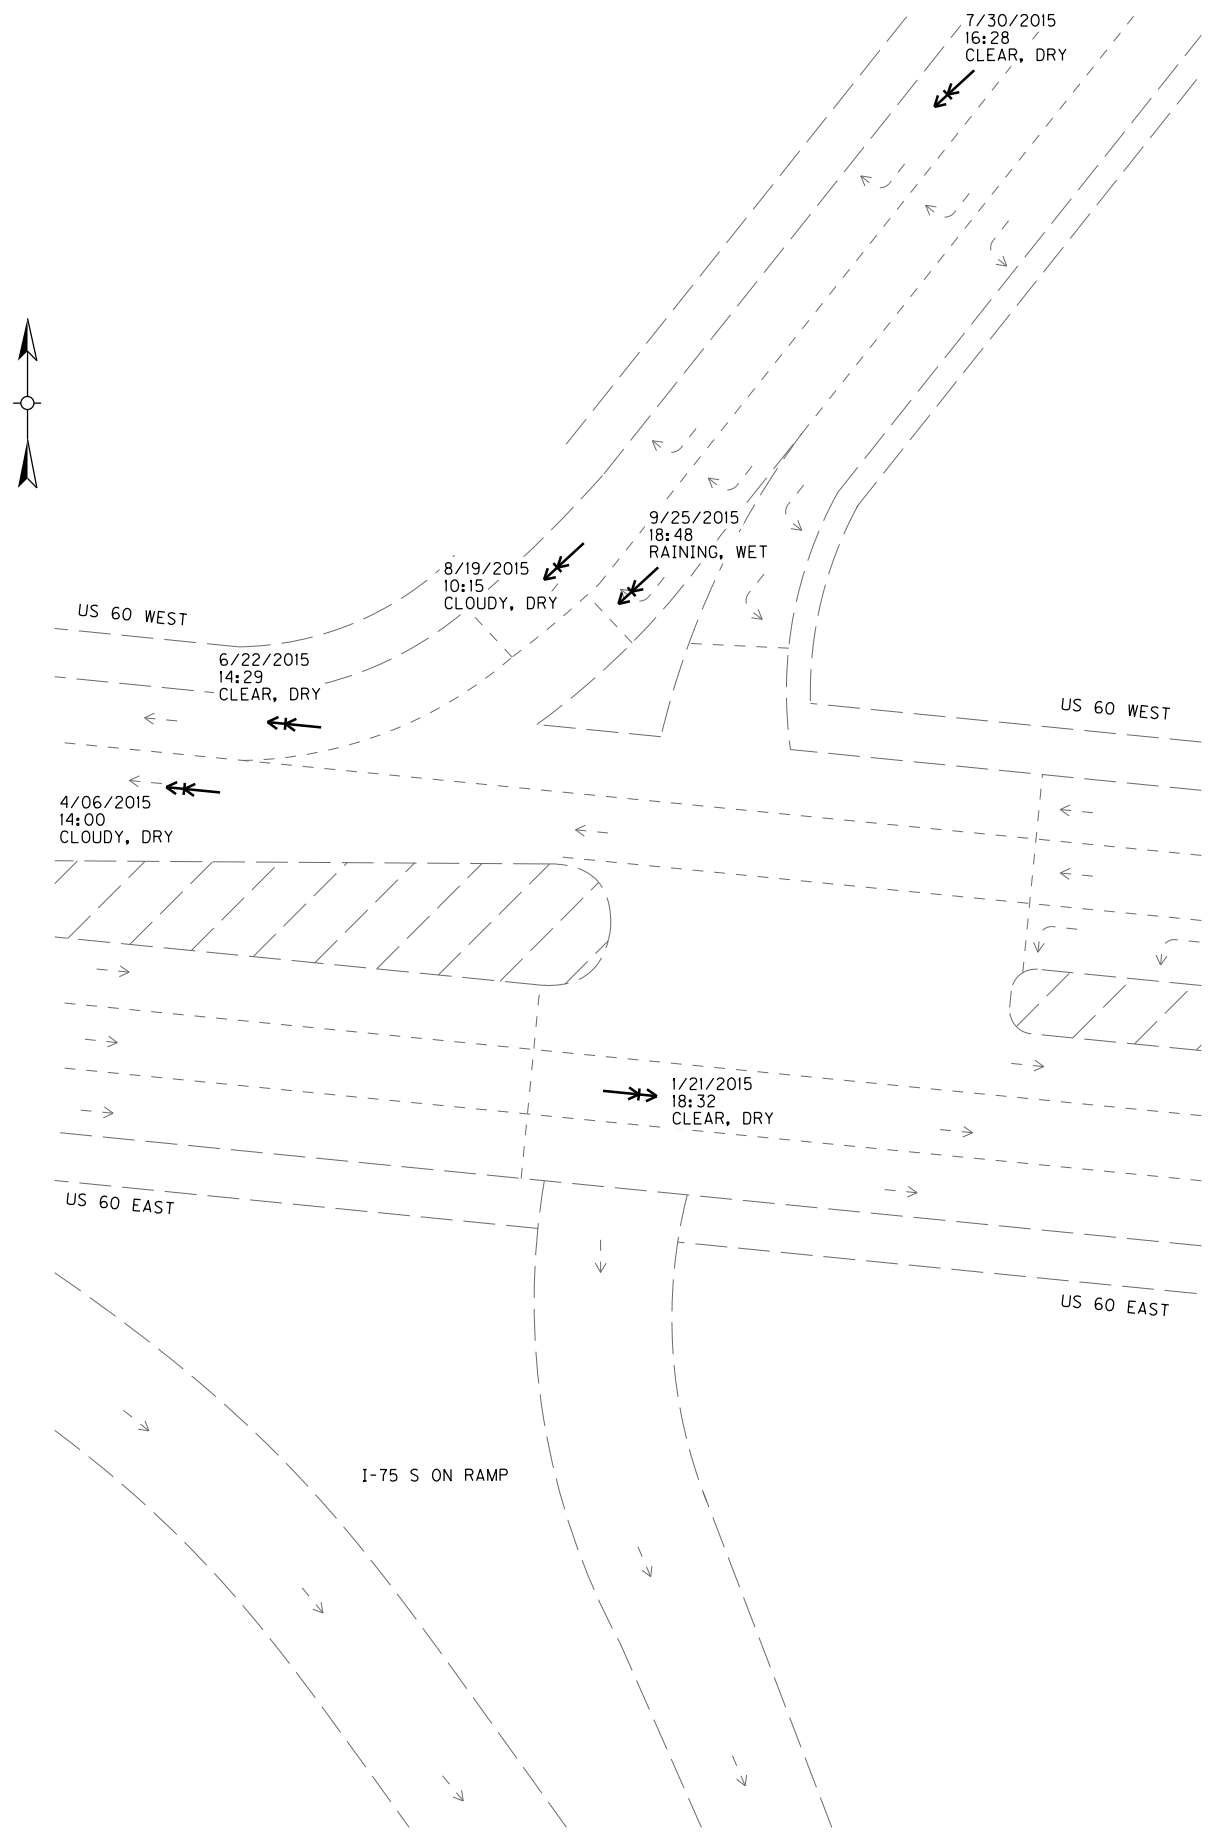 7/30/2015
16:28
CLEAR, DRY
9/25/2015
18:48
RAINING, WET
8/19/2015
10:15
CLOUDY, DRY
US 60 WEST
6/22/2015
14:29
CLEAR, DRY
US 60 WEST
4/06/2015
14:00
CLOUDY, DRY
1/21/2015
18:32
CLEAR, DRY
US 60 EAST
US 60 EAST
I-75 S ON RAMP